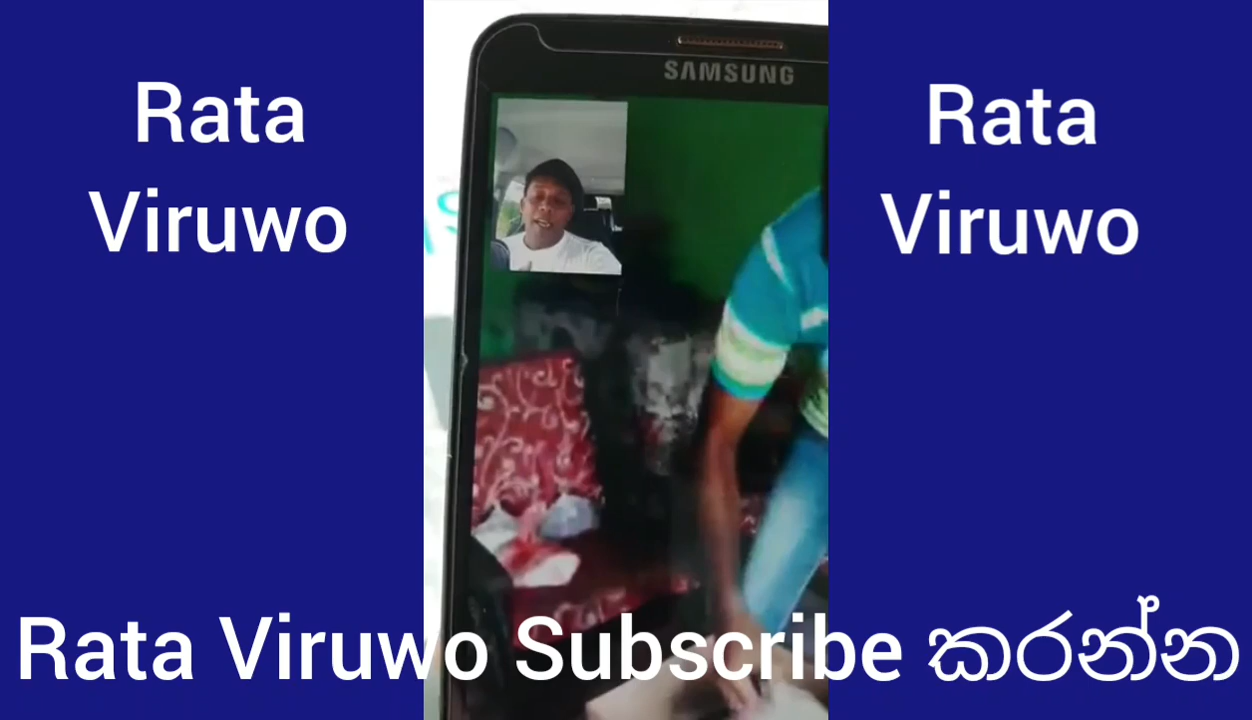 Rata
Viruwo
SAMSUNG
Rata
Viruwo
Rata Viruwo Subscribe කරන්න